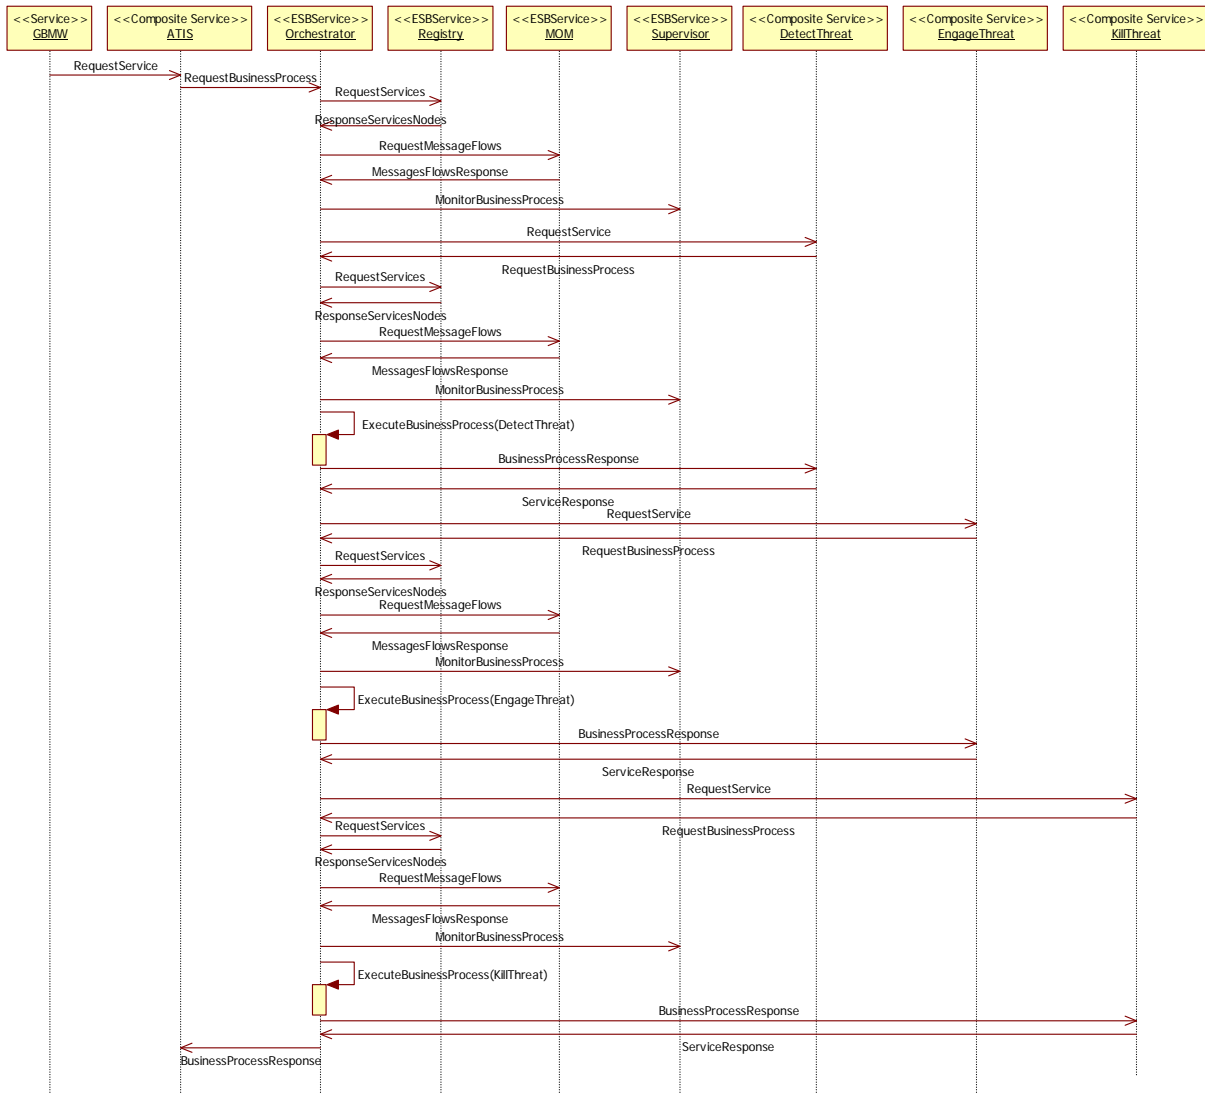 <<Service>>
GBMW
<<Composite Service>>
ATIS
<<ESBService>>
Orchestrator
<<ESBService>>
Registry
<<ESBService>>
MOM
<<ESBService>>
Supervisor
<<Composite Service>>
DetectThreat
<<Composite Service>>
EngageThreat
<<Composite Service>>
KillThreat
RequestService
RequestBusinessProcess
RequestServices
ResponseServicesNodes
RequestMessageFlows
MessagesFlowsResponse
MonitorBusinessProcess
RequestService
RequestBusinessProcess
RequestServices
ResponseServicesNodes
RequestMessageFlows
MessagesFlowsResponse
MonitorBusinessProcess
ExecuteBusinessProcess(DetectThreat)
BusinessProcessResponse
ServiceResponse
RequestService
RequestBusinessProcess
RequestServices
ResponseServicesNodes
RequestMessageFlows
MessagesFlowsResponse
MonitorBusinessProcess
ExecuteBusinessProcess(EngageThreat)
BusinessProcessResponse
ServiceResponse
RequestService
RequestBusinessProcess
RequestServices
ResponseServicesNodes
RequestMessageFlows
MessagesFlowsResponse
MonitorBusinessProcess
ExecuteBusinessProcess(KillThreat)
BusinessProcessResponse
ServiceResponse
BusinessProcessResponse